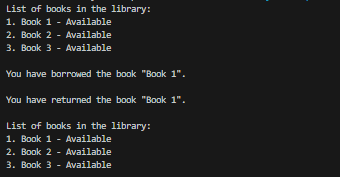 List of books in the library:
1. Book 1 - Available
2. Book 2 - Available
3. Book 3 - Available
You have borrowed the book "Book 1".
You have returned the book "Book 1".
List of books in the library:
1. Book 1 - Available
2. Book 2 - Available
3. Book 3 - Available